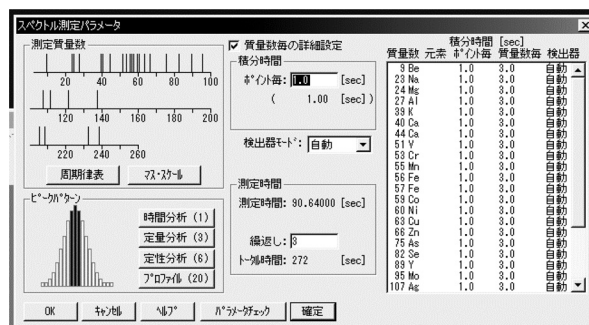 スペクトル測定パラメータ
測定質量数
20 40 60 80 100
120 140 160 180 200
220 240 260
周期律表 マス・スケール
ピークパターン
時間分析 (1)
定量分析 (3)
定性分析 (6)
プロファイル (20)
質量数毎の詳細設定
積分時間
ポイント毎: 1.0 [sec]
( 1.00 [sec] )
検出器モード: 自動
測定時間
測定時間: 90.64000 [sec]
繰返し: 3
トータル時間: 272 [sec]
積分時間 [sec]
質量数 元素 ポイント毎 質量数毎 検出器
9 Be 1.0 3.0 自動
23 Na 1.0 3.0 自動
24 Mg 1.0 3.0 自動
27 Al 1.0 3.0 自動
39 K 1.0 3.0 自動
40 Ca 1.0 3.0 自動
44 Ca 1.0 3.0 自動
51 V 1.0 3.0 自動
53 Cr 1.0 3.0 自動
55 Mn 1.0 3.0 自動
56 Fe 1.0 3.0 自動
57 Fe 1.0 3.0 自動
59 Co 1.0 3.0 自動
60 Ni 1.0 3.0 自動
63 Cu 1.0 3.0 自動
66 Zn 1.0 3.0 自動
75 As 1.0 3.0 自動
82 Se 1.0 3.0 自動
89 Y 1.0 3.0 自動
95 Mo 1.0 3.0 自動
107 Ag 1.0 3.0 自動
OK キャンセル ヘルプ パラメータチェック 確定